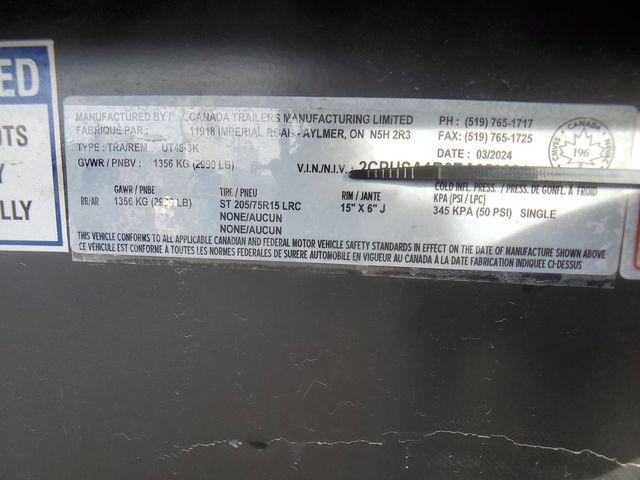 ED
OTS
Y
LLY
MANUFACTURED BY / CANADA TRAILERS MANUFACTURING LIMITED
FABRIQUE PAR : 11918 IMPERIAL ROAD - AYLMER, ON N5H 2R3
PH : (519) 765-1717
FAX: (519) 765-1725
TYPE : TRA/REM UT48-3K
DATE : 03/2024
GVWR / PNBV : 1356 KG (2990 LB)
V.I.N./N.I.V.:
CANADA
196
GAWR / PNBE TIRE / PNEU RIM / JANTE COLD INFL. PRESS. / PRESS. DE GONFL. À FROID
KPA (PSI / LPC)
RR/AR 1356 KG (2990 LB) ST 205/75R15 LRC 15" X 6" J 345 KPA (50 PSI) SINGLE
NONE/AUCUN
NONE/AUCUN
THIS VEHICLE CONFORMS TO ALL APPLICABLE CANADIAN AND FEDERAL MOTOR VEHICLE SAFETY STANDARDS IN EFFECT ON THE DATE OF MANUFACTURE SHOWN ABOVE
CE VÉHICULE EST CONFORME À TOUTES LES NORMES FEDERALES DE SURERE AUTOMOBILE EN VIGUEUR AU CANADA À LA DATE FABRICATION INDIQUEE CI-DESSUS